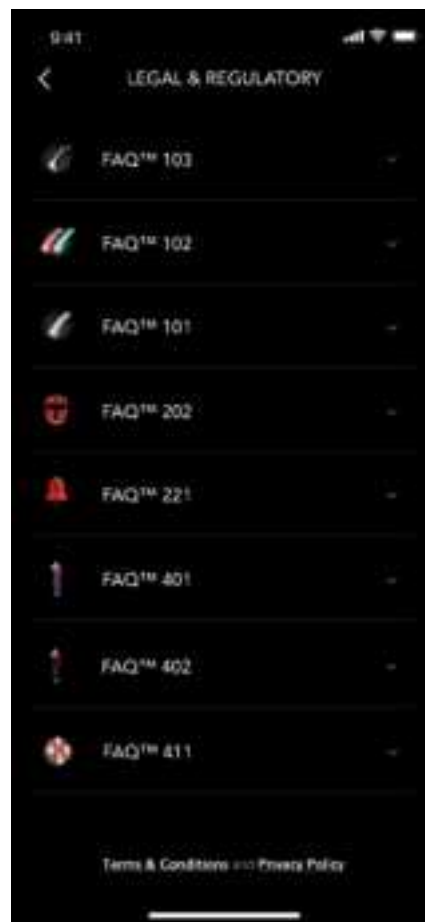 9:41
LEGAL & REGULATORY
FAQ™ 103
FAQ™ 102
FAQ™ 101
FAQ™ 202
FAQ™ 221
FAQ™ 401
FAQ™ 402
FAQ™ 411
Terms & Conditions and Privacy Policy